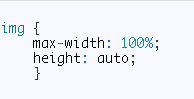 img {
max-width: 100%;
height: auto;
}